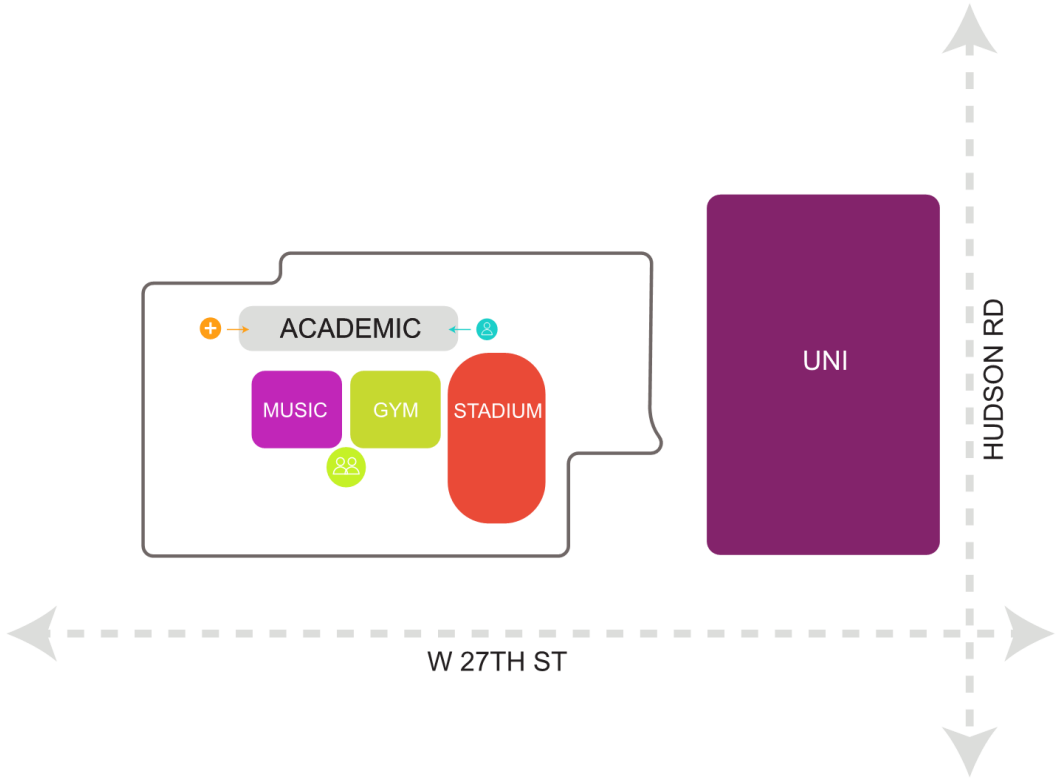 ACADEMIC
MUSIC
GYM
STADIUM
UNI
HUDSON RD
W 27TH ST